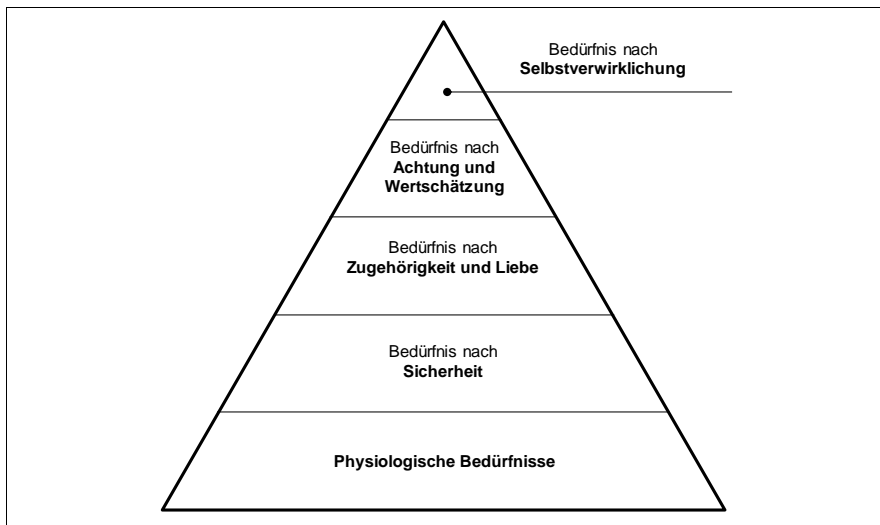 Bedürfnis nach
Selbstverwirklichung
Bedürfnis nach
Achtung und
Wertschätzung
Bedürfnis nach
Zugehörigkeit und Liebe
Bedürfnis nach
Sicherheit
Physiologische Bedürfnisse